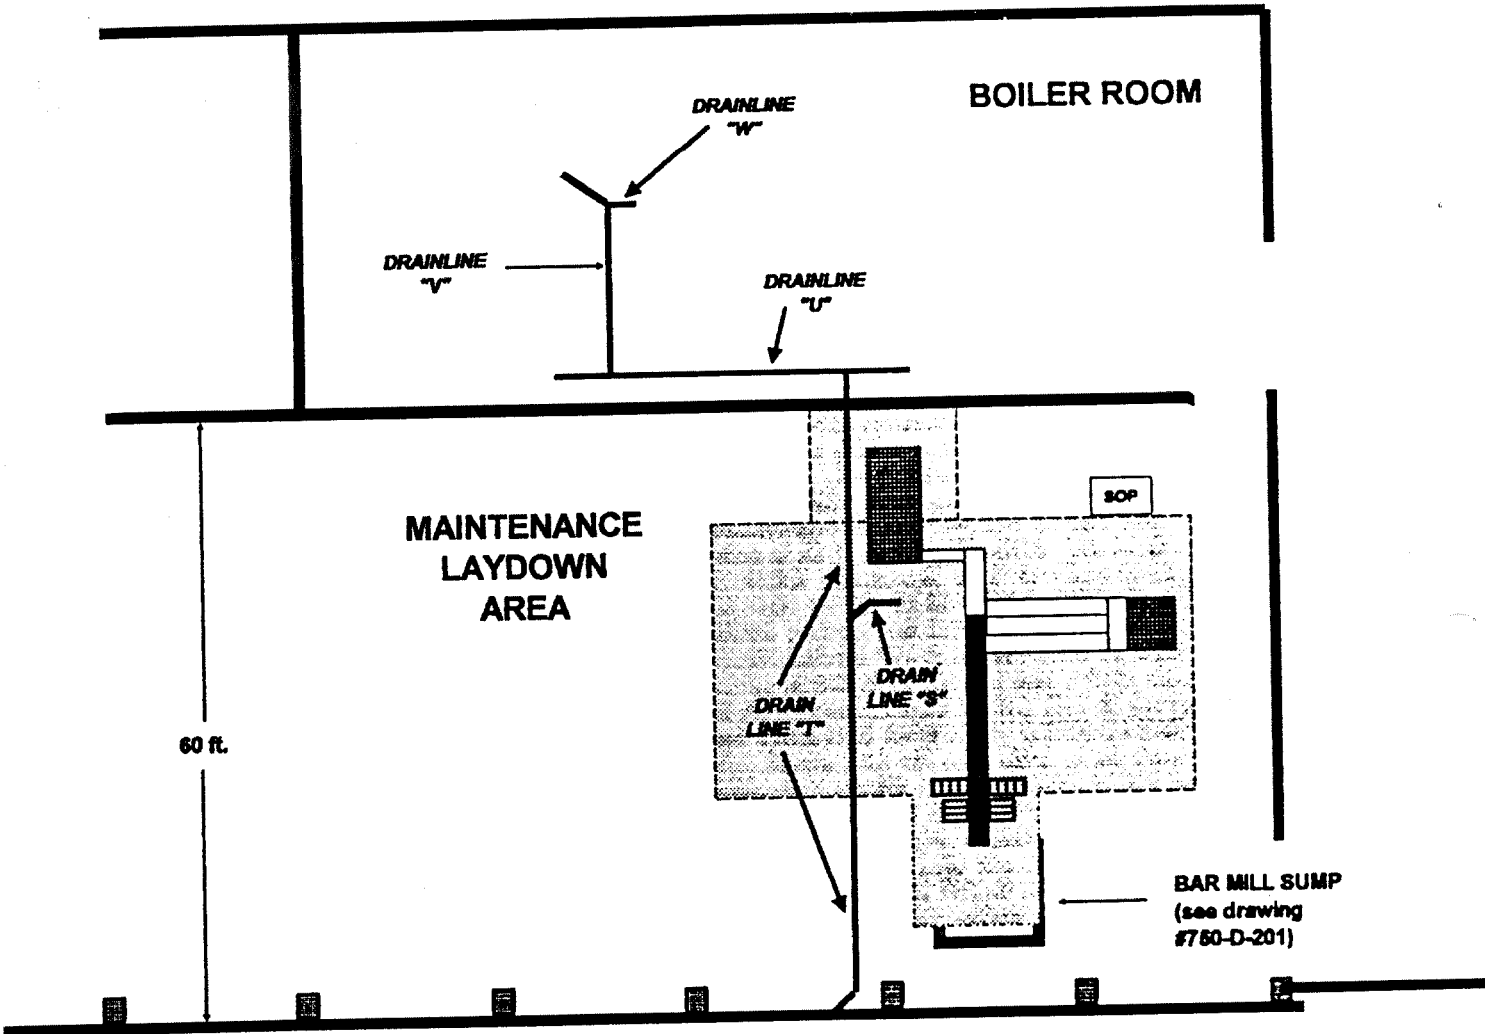 BOILER ROOM
DRAINLINE
"W"
DRAINLINE
"V"
DRAINLINE
"U"
SOP
MAINTENANCE
LAYDOWN
AREA
DRAIN
LINE "S"
DRAIN
LINE "T"
60 ft.
BAR MILL SUMP
(see drawing
#750-D-201)